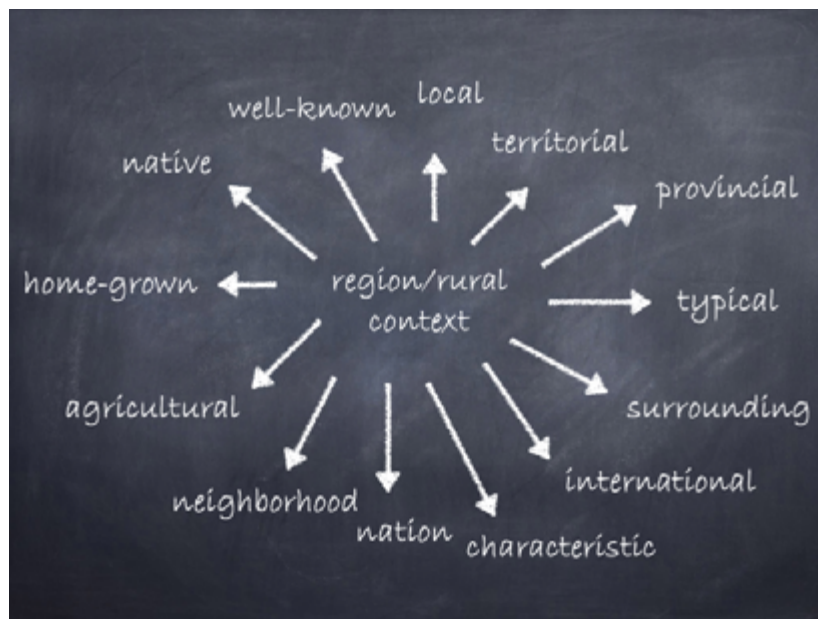 local
well-known
territorial
native
provincial
region/rural
context
home-grown
typical
agricultural
surrounding
international
neighborhood
nation
characteristic